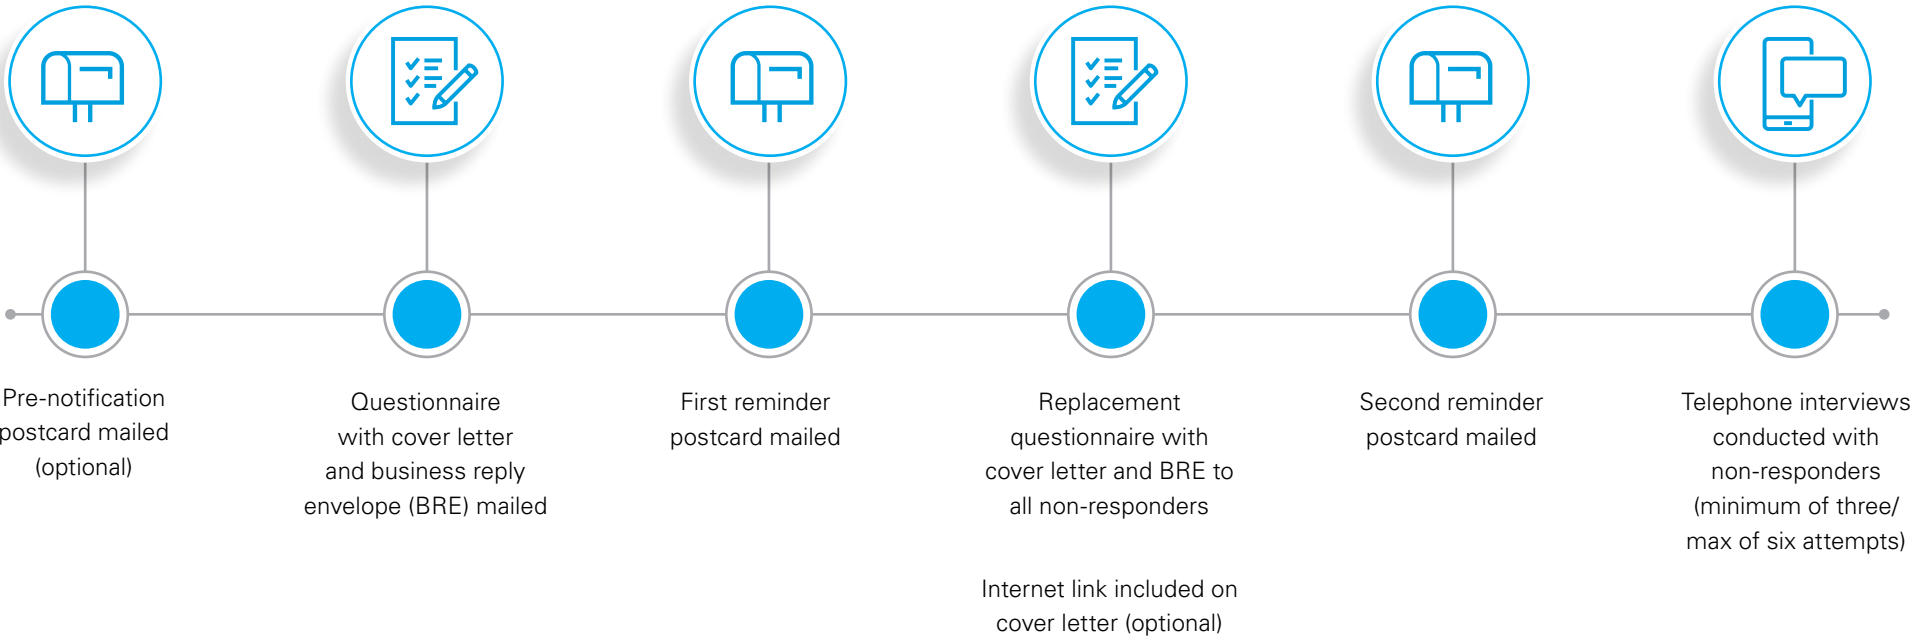 Pre-notification
postcard mailed
(optional)
Questionnaire
with cover letter
and business reply
envelope (BRE) mailed
First reminder
postcard mailed
Replacement
questionnaire with
cover letter and BRE to
all non-responders
Internet link included on
cover letter (optional)
Second reminder
postcard mailed
Telephone interviews
conducted with
non-responders
(minimum of three/
max of six attempts)